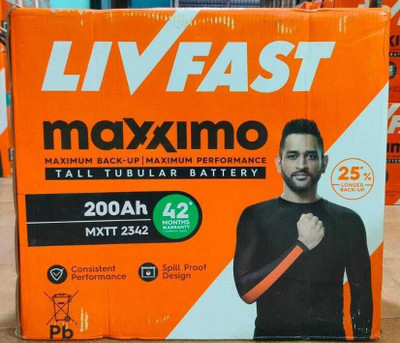 LIVFAST
maxximo
MAXIMUM BACK-UP | MAXIMUM PERFORMANCE
TALL TUBULAR BATTERY
200Ah
MXTT 2342
42*
MONTHS
WARRANTY
25*%
LONGER
BACK-UP
Consistent
Performance
Spill Proof
Design
Pb